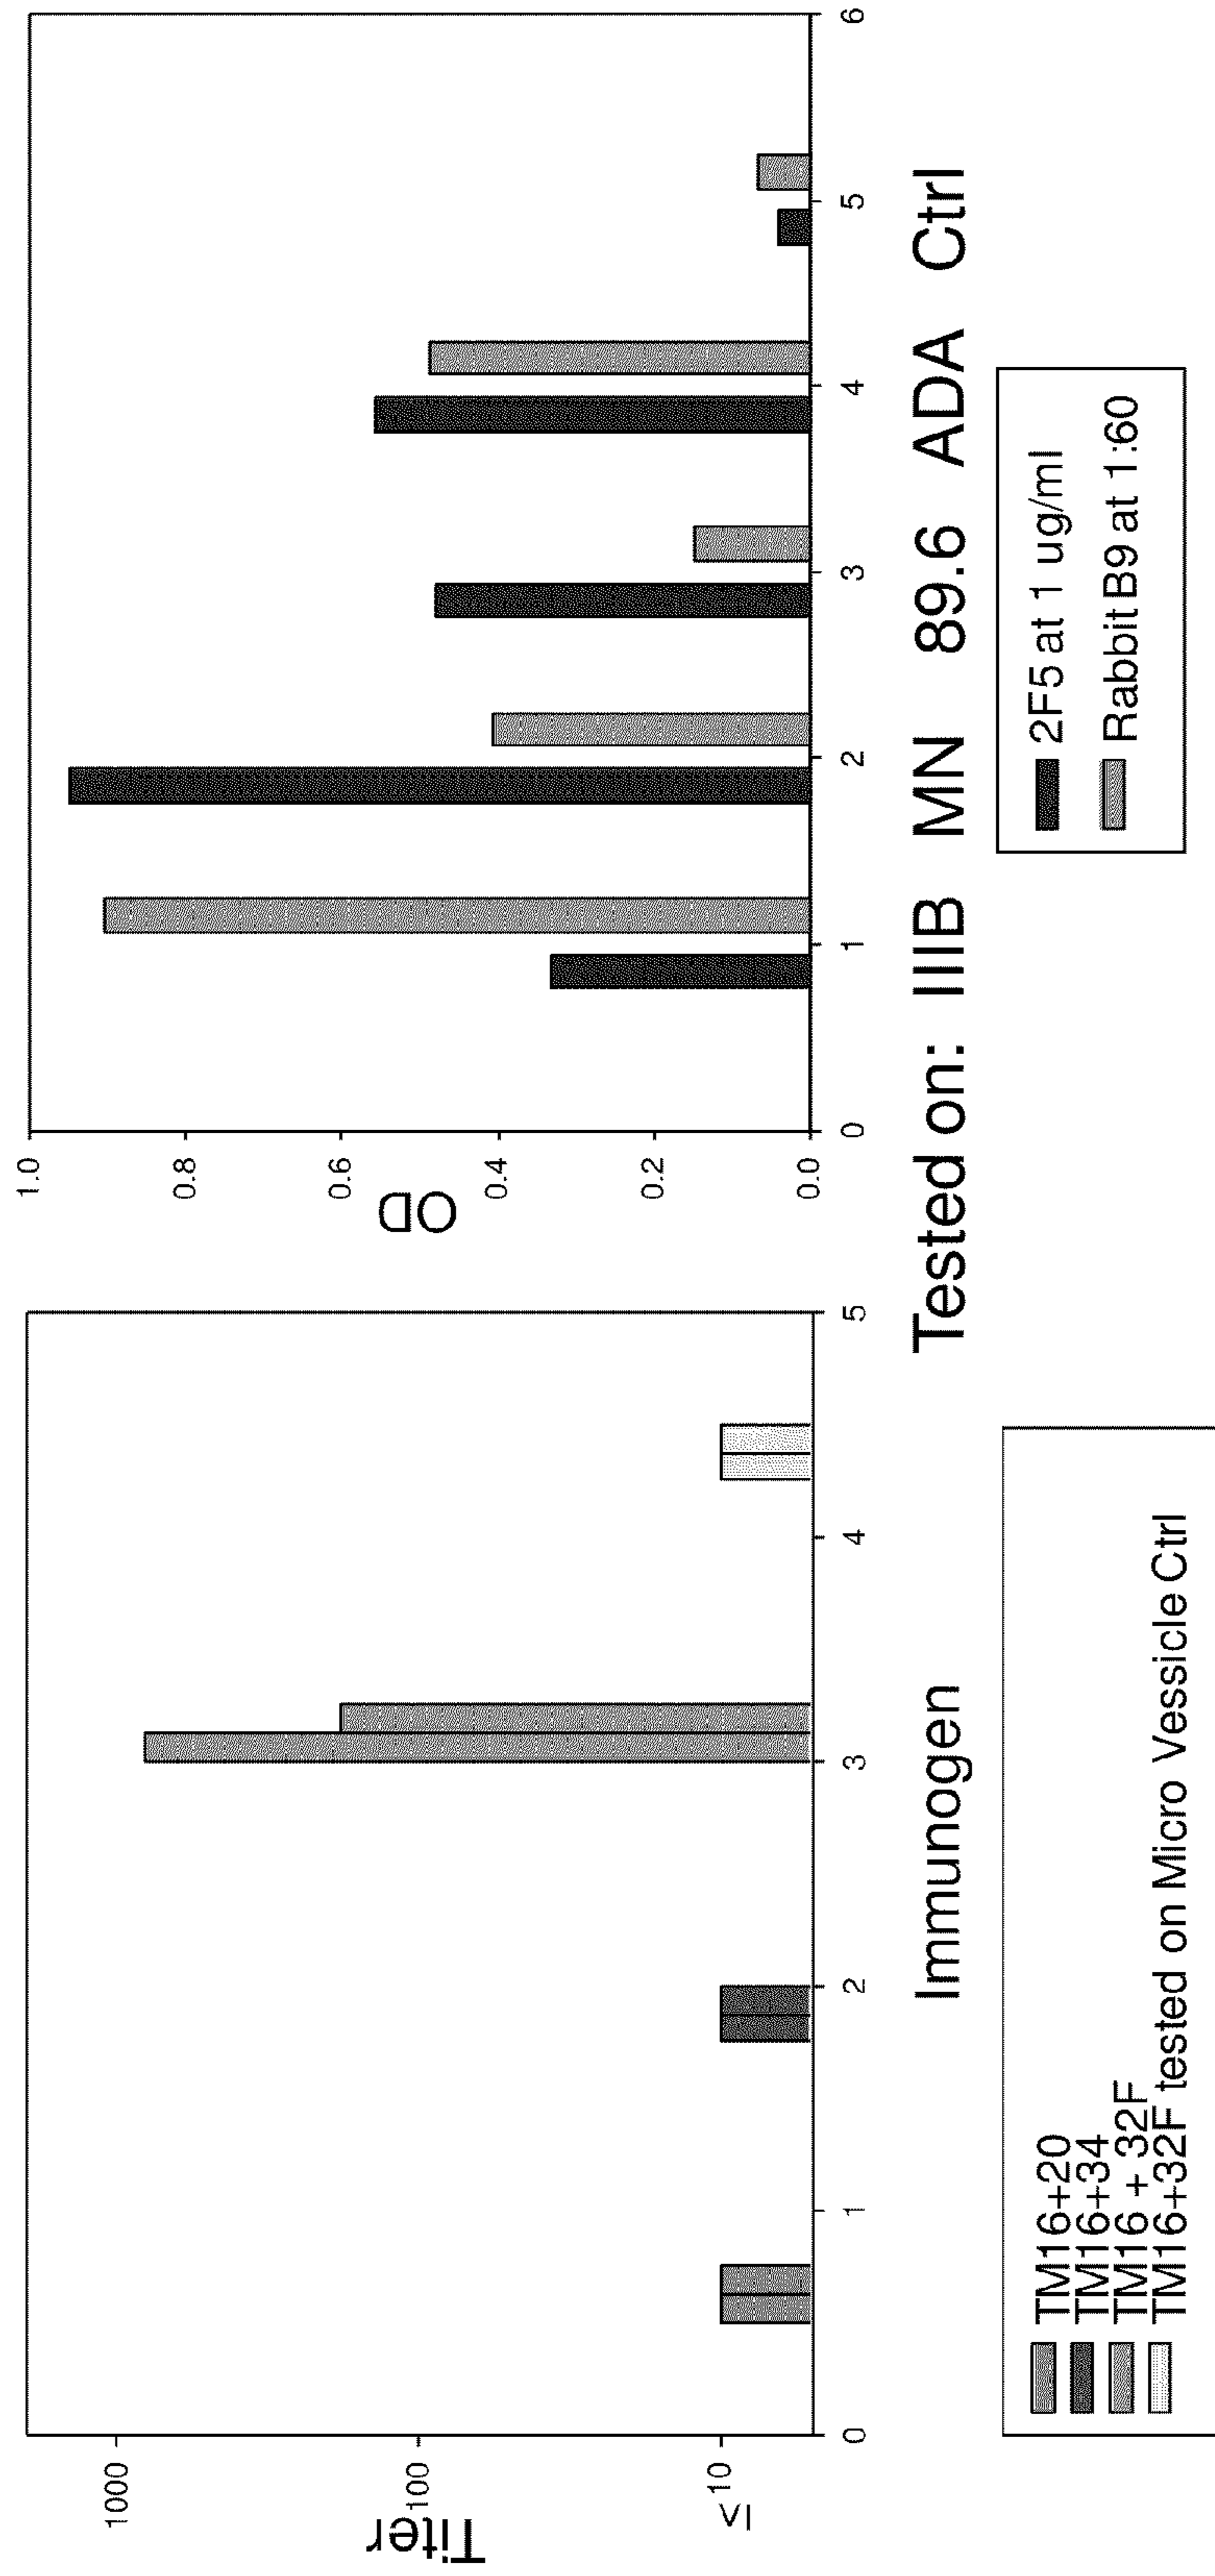 Titer
1000
100
≤ 10
0 1 2 3 4 5
Immunogen
TM16+20
TM16+34
TM16 + 32F
TM16+32F tested on Micro Vessicle Ctrl
OD
1.0
0.8
0.6
0.4
0.2
0.0
0 1 2 3 4 5 6
Tested on: IIIB MN 89.6 ADA Ctrl
2F5 at 1 ug/ml
Rabbit B9 at 1:60